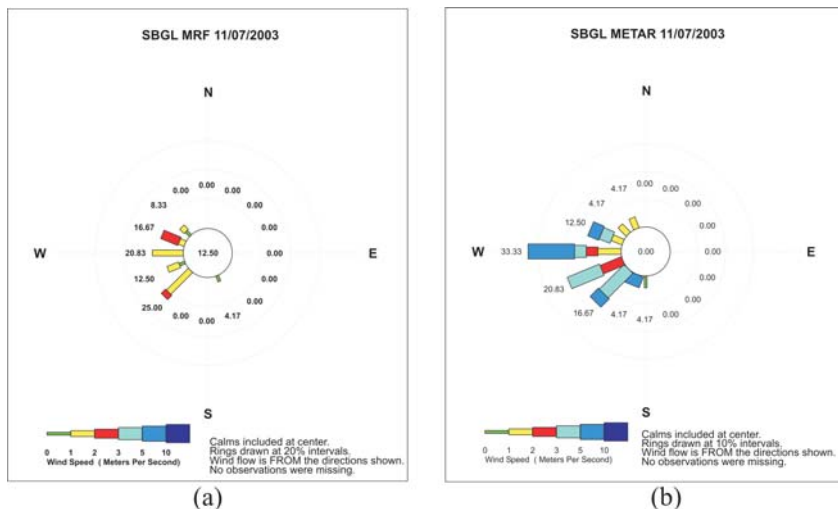 SBGL MRF 11/07/2003
N
0.00
0.00
0.00
8.33
0.00
16.67
0.00
W
20.83
12.50
0.00
E
12.50
0.00
25.00
0.00
0.00
0.00
4.17
S
0 1 2 3 5 10
Wind Speed ( Meters Per Second)
Calms included at center.
Rings drawn at 20% intervals.
Wind flow is FROM the directions shown.
No observations were missing.
(a)
SBGL METAR 11/07/2003
N
4.17
0.00
0.00
4.17
0.00
12.50
0.00
W
33.33
0.00
0.00
E
20.83
0.00
16.67
0.00
4.17
4.17
0.00
S
0 1 2 3 5 10
Wind Speed ( Meters Per Second)
Calms included at center.
Rings drawn at 10% intervals.
Wind flow is FROM the directions shown.
No observations were missing.
(b)